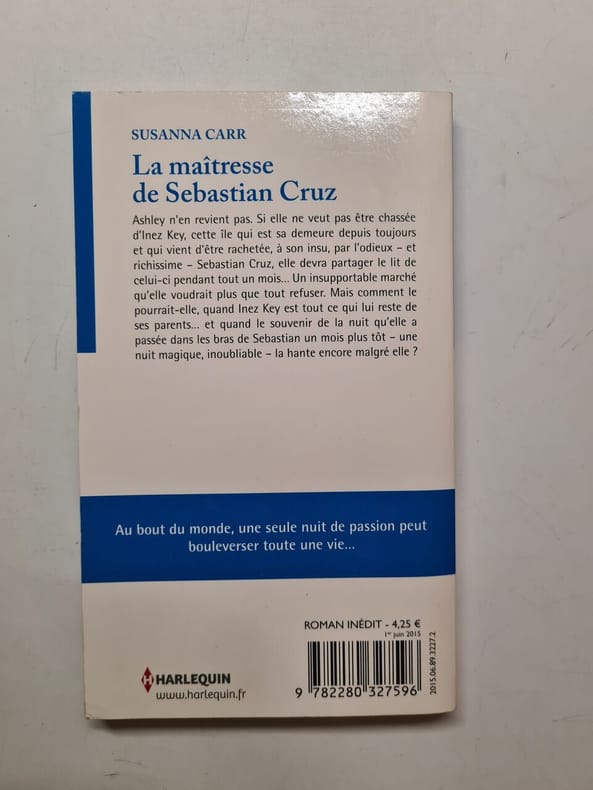 SUSANNA CARR
La maîtresse
de Sebastian Cruz
Ashley n'en revient pas. Si elle ne veut pas être chassée
d'Inez Key, cette île qui est sa demeure depuis toujours
et qui vient d'être rachetée, à son insu, par l'odieux – et
richissime – Sebastian Cruz, elle devra partager le lit de
celui-ci pendant tout un mois... Un insupportable marché
qu'elle voudrait plus que tout refuser. Mais comment le
pourrait-elle, quand Inez Key est tout ce qui lui reste de
ses parents... et quand le souvenir de la nuit qu'elle a
passée dans les bras de Sebastian un mois plus tôt – une
nuit magique, inoubliable – la hante encore malgré elle ?
Au bout du monde, une seule nuit de passion peut
bouleverser toute une vie...
ROMAN INÉDIT - 4,25 €
1er juin 2015
9 782280 327596
2015.06.89.3227.2
H HARLEQUIN
www.harlequin.fr